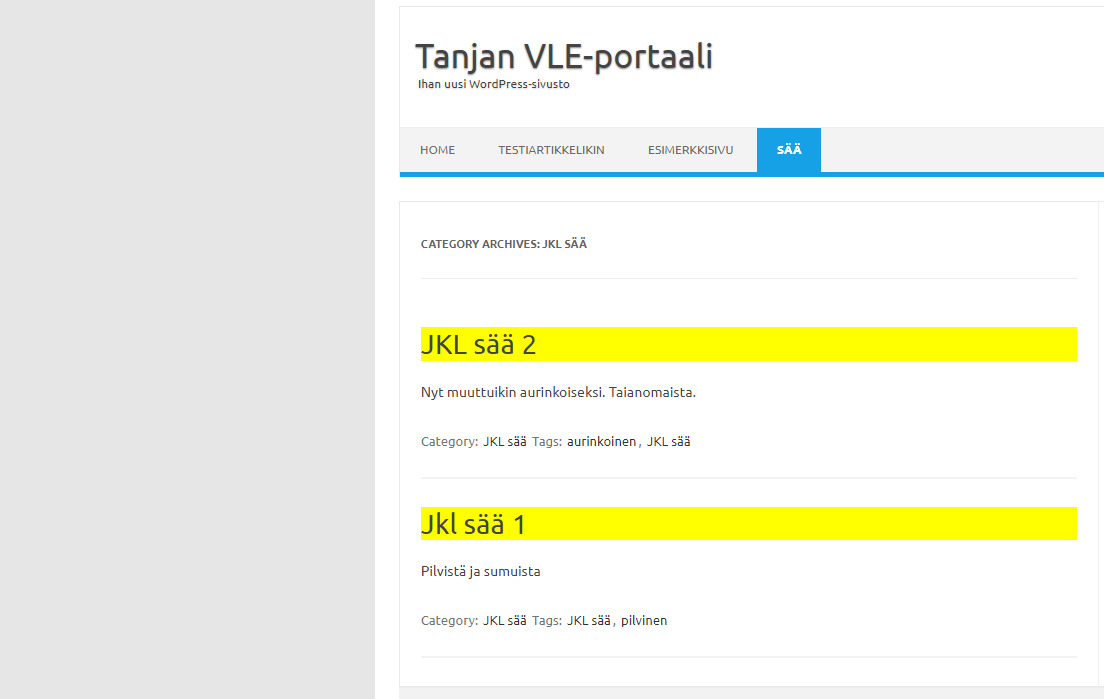 Tanjan VLE-portaali
Ihan uusi WordPress-sivusto
HOME TESTIARTIKKELIKIN ESIMERKKISIVU SÄÄ
CATEGORY ARCHIVES: JKL SÄÄ
JKL sää 2
Nyt muuttuikin aurinkoiseksi. Taianomaista.
Category: JKL sää Tags: aurinkoinen, JKL sää
Jkl sää 1
Pilvistä ja sumuista
Category: JKL sää Tags: JKL sää, pilvinen